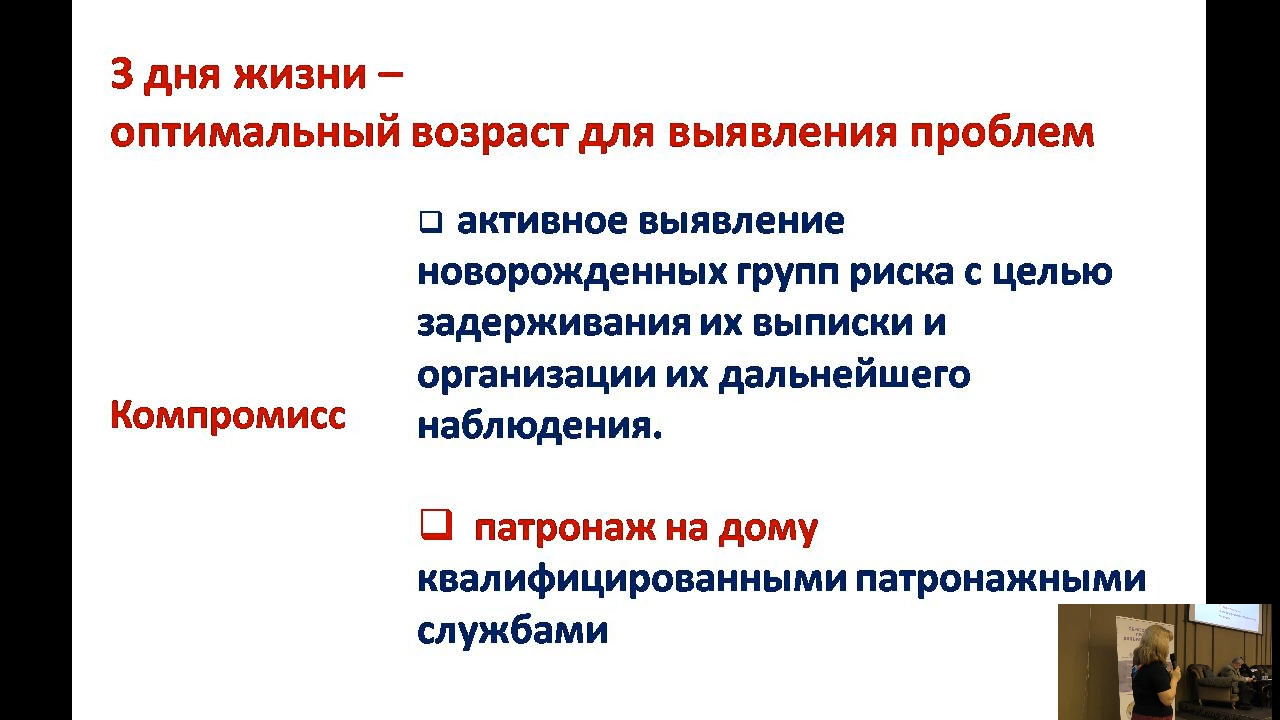 3 дня жизни –
оптимальный возраст для выявления проблем
активное выявление
новорожденных групп риска с целью
задерживания их выписки и
организации их дальнейшего
наблюдения.
Компромисс
патронаж на дому
квалифицированными патронажными
службами